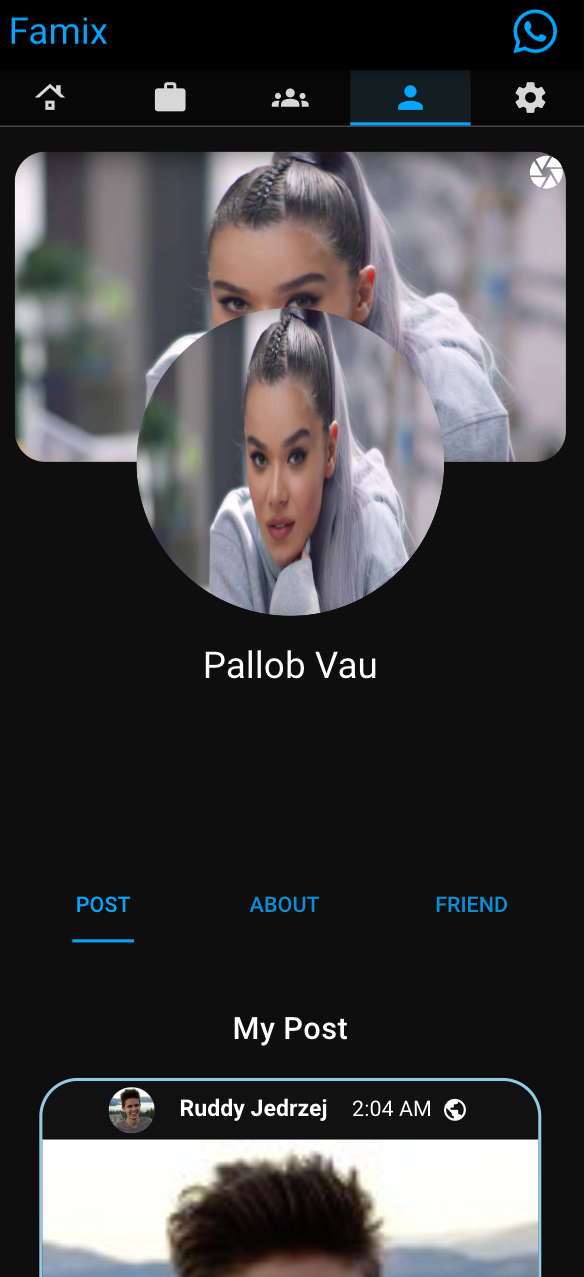 Famix
Pallob Vau
POST ABOUT FRIEND
My Post
Ruddy Jedrzej 2:04 AM